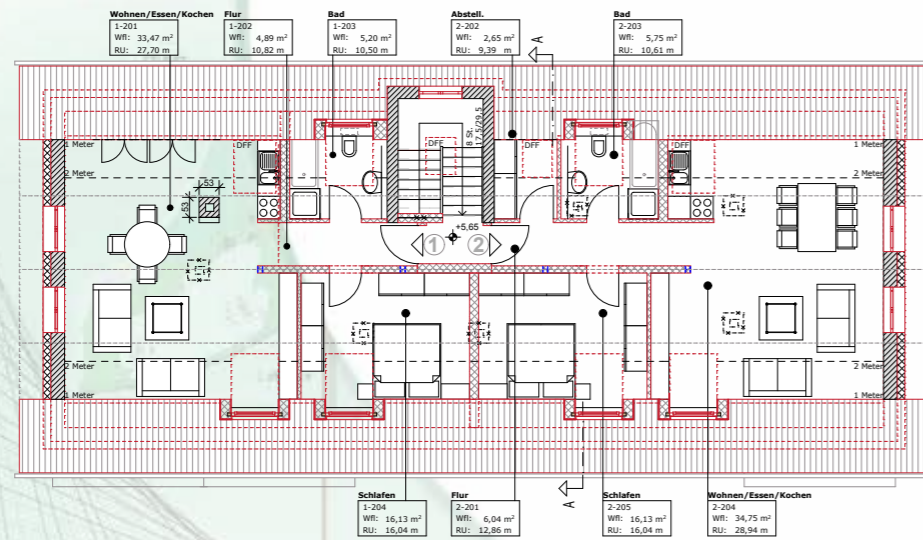 Wohnen/Essen/Kochen
1-201
Wfl: 33,47 m²
RU: 27,70 m
Flur
1-202
Wfl: 4,89 m²
RU: 10,82 m
Bad
1-203
Wfl: 5,20 m²
RU: 10,50 m
Abstell.
2-202
Wfl: 2,65 m²
RU: 9,39 m
A
Bad
2-203
Wfl: 5,75 m²
RU: 10,61 m
1 Meter
DFF
8 St.
17,5/29,5
DFF
DFF
DFF
1 Meter
2 Meter
2 Meter
53
53
+5,65
1
2
2 Meter
2 Meter
1 Meter
1 Meter
A
Schlafen
1-204
Wfl: 16,13 m²
RU: 16,04 m
Flur
2-201
Wfl: 6,04 m²
RU: 12,86 m
Schlafen
2-205
Wfl: 16,13 m²
RU: 16,04 m
Wohnen/Essen/Kochen
2-204
Wfl: 34,75 m²
RU: 28,94 m